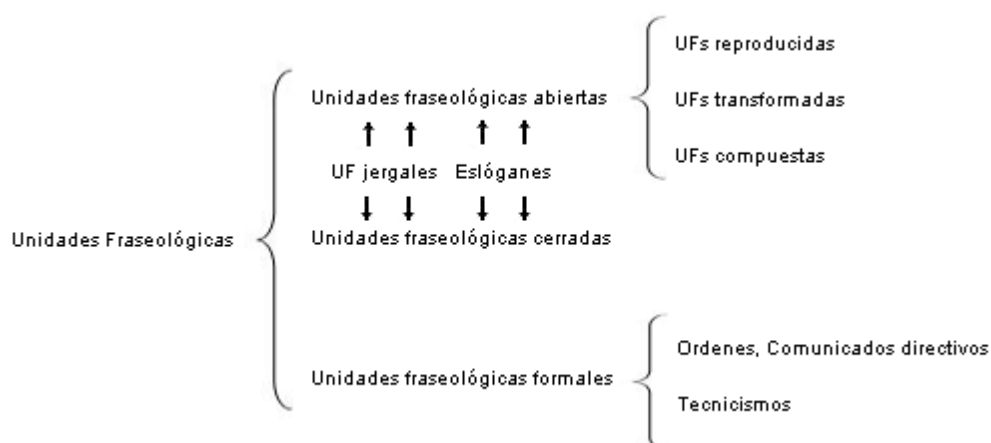 UFs reproducidas
Unidades fraseológicas abiertas
UFs transformadas
UFs compuestas
UF jergales Eslóganes
Unidades Fraseológicas
Unidades fraseológicas cerradas
Ordenes, Comunicados directivos
Unidades fraseológicas formales
Tecnicismos